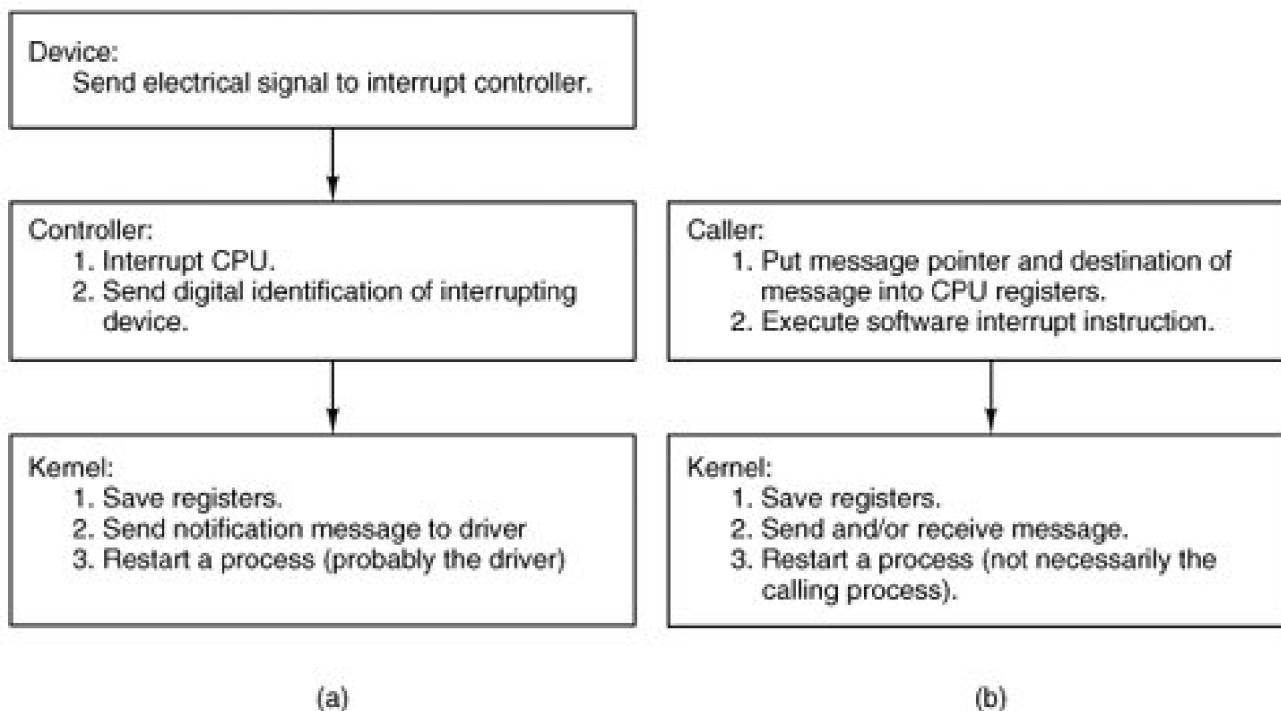 Device:
Send electrical signal to interrupt controller.
Controller:
1. Interrupt CPU.
2. Send digital identification of interrupting
device.
Kernel:
1. Save registers.
2. Send notification message to driver
3. Restart a process (probably the driver)
(a)
Caller:
1. Put message pointer and destination of
message into CPU registers.
2. Execute software interrupt instruction.
Kernel:
1. Save registers.
2. Send and/or receive message.
3. Restart a process (not necessarily the
calling process).
(b)